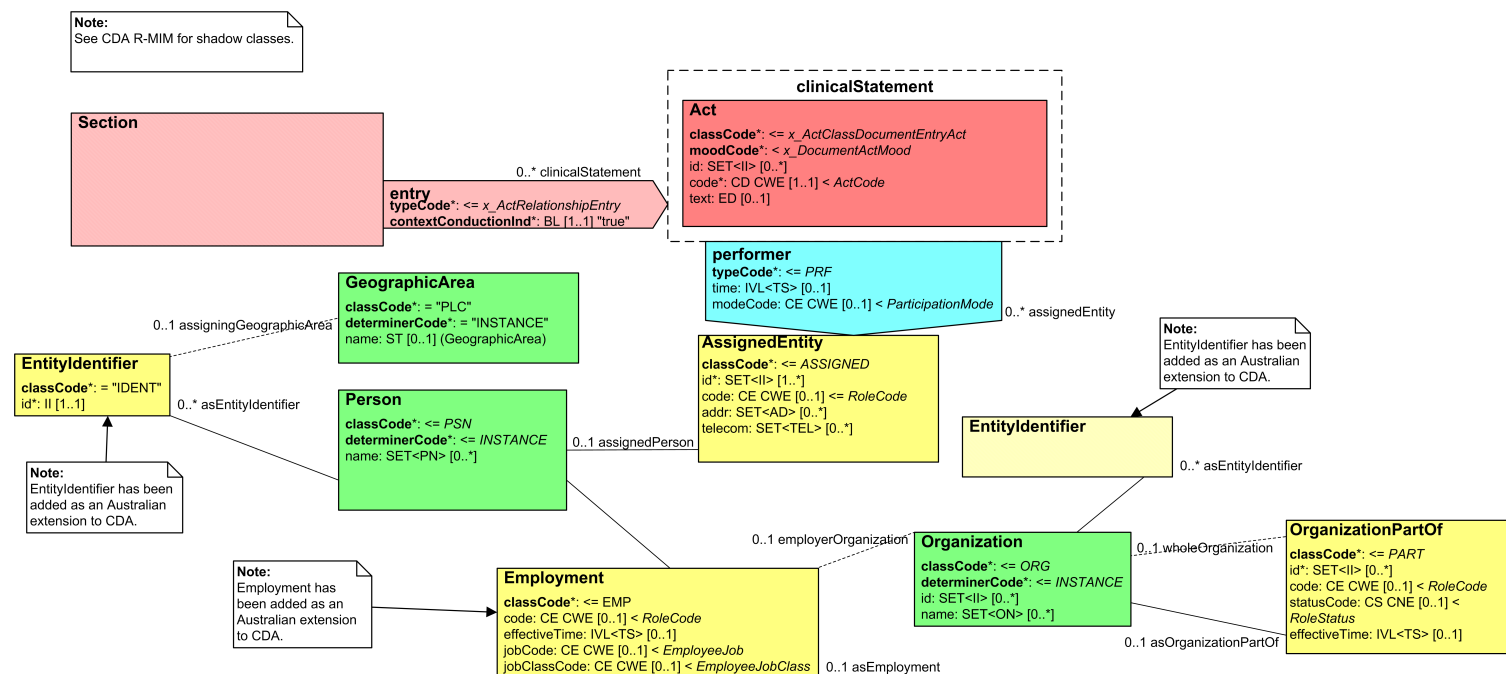 Note:
See CDA R-MIM for shadow classes.
clinicalStatement
Section
Act
classCode*: <= x_ActClassDocumentEntryAct
moodCode*: < x_DocumentActMood
id: SET<II> [0..*]
code*: CD CWE [1..1] < ActCode
text: ED [0..1]
0..* clinicalStatement
entry
typeCode*: <= x_ActRelationshipEntry
contextConductionInd*: BL [1..1] "true"
performer
typeCode*: <= PRF
time: IVL<TS> [0..1]
modeCode: CE CWE [0..1] < ParticipationMode
0..* assignedEntity
GeographicArea
classCode*: = "PLC"
determinerCode*: = "INSTANCE"
name: ST [0..1] (GeographicArea)
0..1 assigningGeographicArea
EntityIdentifier
classCode*: = "IDENT"
id*: II [1..1]
0..* asEntityIdentifier
AssignedEntity
classCode*: <= ASSIGNED
id*: SET<II> [1..*]
code: CE CWE [0..1] <= RoleCode
addr: SET<AD> [0..*]
telecom: SET<TEL> [0..*]
Note:
EntityIdentifier has been
added as an Australian
extension to CDA.
Person
classCode*: <= PSN
determinerCode*: <= INSTANCE
name: SET<PN> [0..*]
0..1 assignedPerson
EntityIdentifier
0..* asEntityIdentifier
Note:
EntityIdentifier has been
added as an Australian
extension to CDA.
0..1 employerOrganization
Organization
classCode*: <= ORG
determinerCode*: <= INSTANCE
id: SET<II> [0..*]
name: SET<ON> [0..*]
0..1 wholeOrganization
OrganizationPartOf
classCode*: <= PART
id*: SET<II> [0..*]
code: CE CWE [0..1] < RoleCode
statusCode: CS CNE [0..1] <
RoleStatus
effectiveTime: IVL<TS> [0..1]
0..1 asOrganizationPartOf
Note:
Employment has
been added as an
Australian extension
to CDA.
Employment
classCode*: <= EMP
code: CE CWE [0..1] < RoleCode
effectiveTime: IVL<TS> [0..1]
jobCode: CE CWE [0..1] < EmployeeJob
jobClassCode: CE CWE [0..1] < EmployeeJobClass
0..1 asEmployment